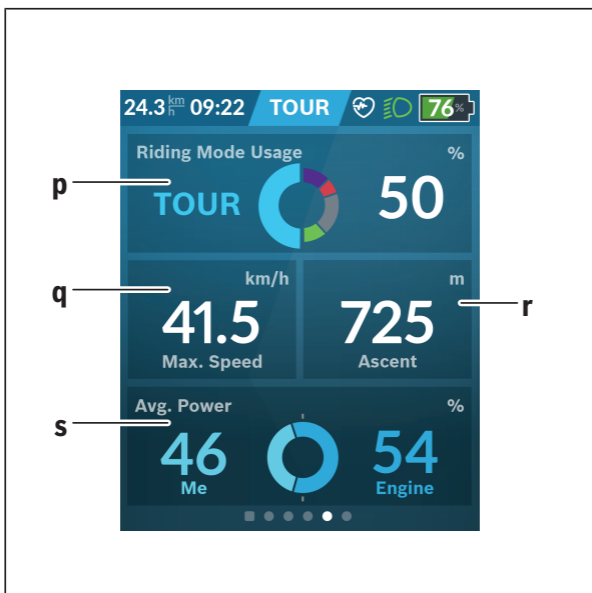 24.3 km/h 09:22 TOUR 76%
Riding Mode Usage %
p
TOUR 50
km/h m
q
41.5 725
r
Max. Speed Ascent
Avg. Power %
s
46 54
Me Engine